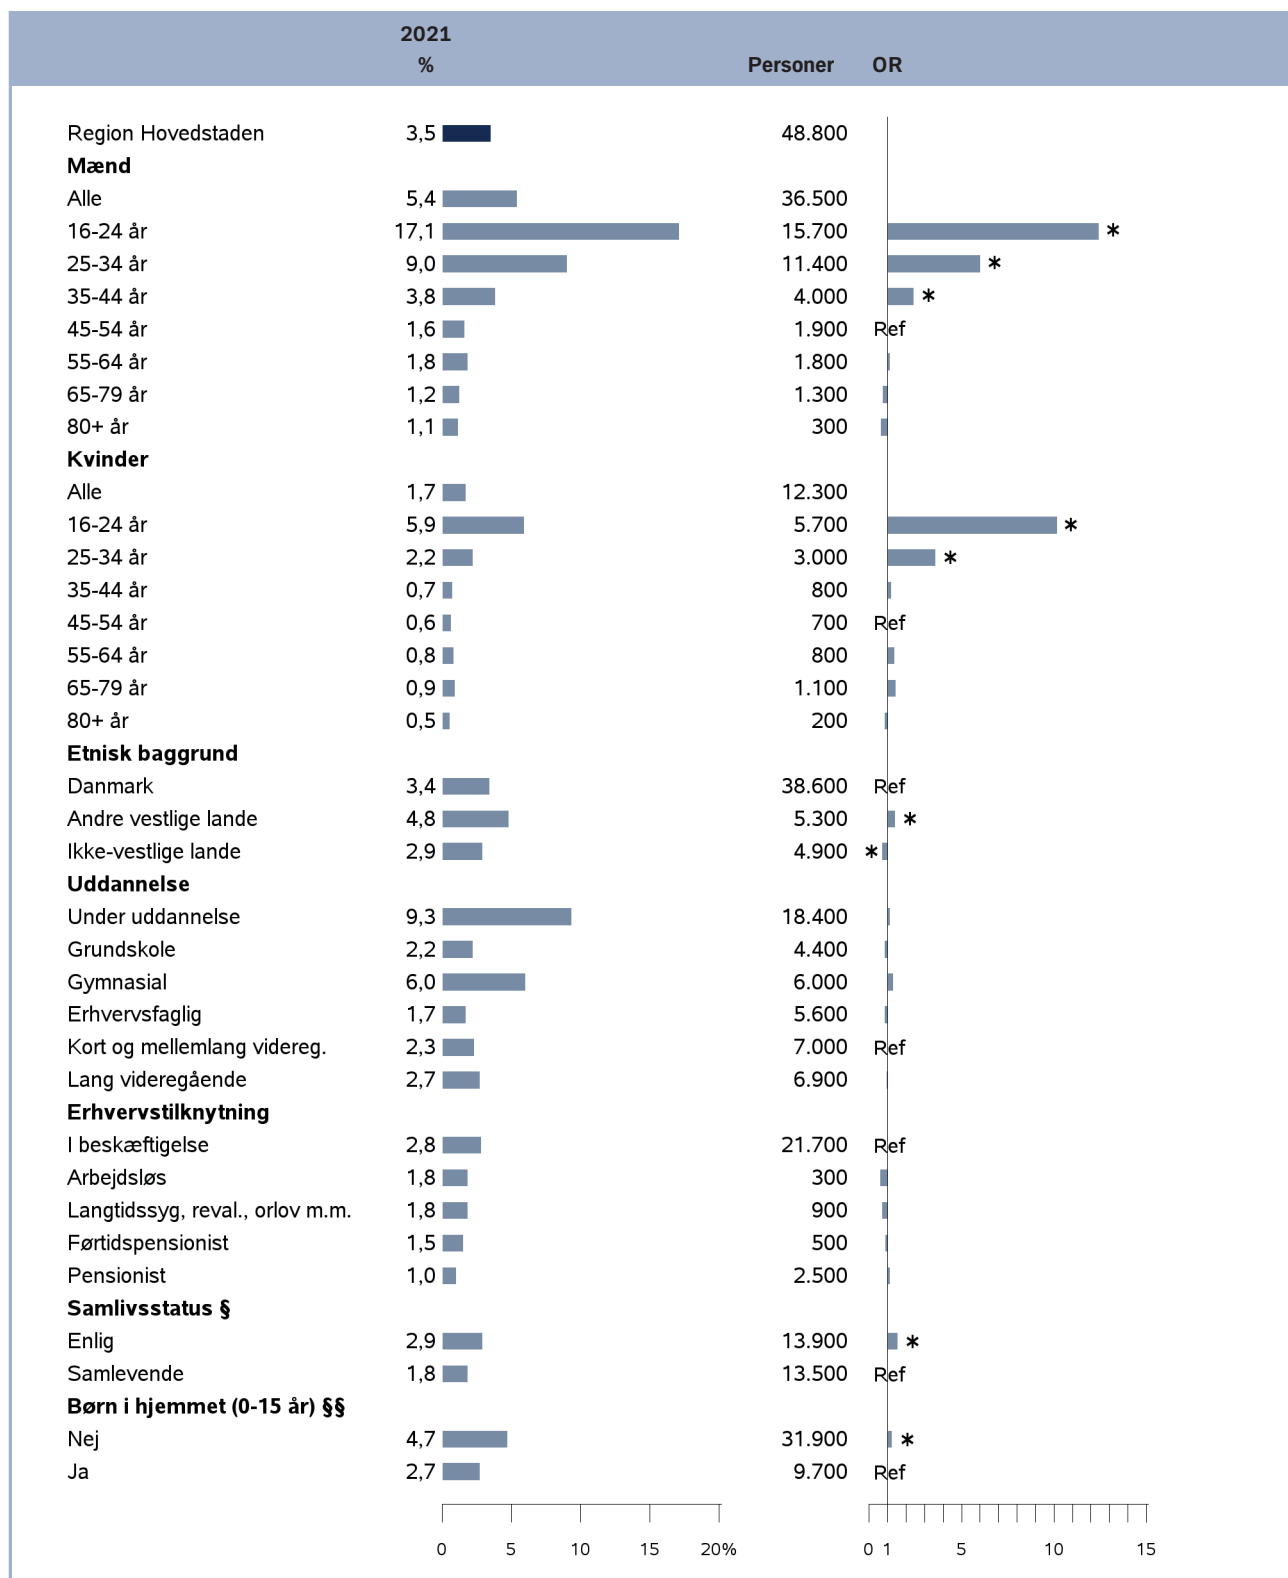 2021
% Personer OR
Region Hovedstaden 3,5 48.800
Mænd
Alle 5,4 36.500
16-24 år 17,1 15.700 *
25-34 år 9,0 11.400 *
35-44 år 3,8 4.000 *
45-54 år 1,6 1.900 Ref
55-64 år 1,8 1.800
65-79 år 1,2 1.300
80+ år 1,1 300
Kvinder
Alle 1,7 12.300
16-24 år 5,9 5.700 *
25-34 år 2,2 3.000 *
35-44 år 0,7 800
45-54 år 0,6 700 Ref
55-64 år 0,8 800
65-79 år 0,9 1.100
80+ år 0,5 200
Etnisk baggrund
Danmark 3,4 38.600 Ref
Andre vestlige lande 4,8 5.300 *
Ikke-vestlige lande 2,9 4.900 *
Uddannelse
Under uddannelse 9,3 18.400
Grundskole 2,2 4.400
Gymnasial 6,0 6.000
Erhvervsfaglig 1,7 5.600
Kort og mellemlang videreg. 2,3 7.000 Ref
Lang videregående 2,7 6.900
Erhvervstilknytning
I beskæftigelse 2,8 21.700 Ref
Arbejdsløs 1,8 300
Langtidssyg, reval., orlov m.m. 1,8 900
Førtidspensionist 1,5 500
Pensionist 1,0 2.500
Samlivsstatus §
Enlig 2,9 13.900 *
Samlevende 1,8 13.500 Ref
Børn i hjemmet (0-15 år) §§
Nej 4,7 31.900 *
Ja 2,7 9.700 Ref
0 5 10 15 20% 0 1 5 10 15